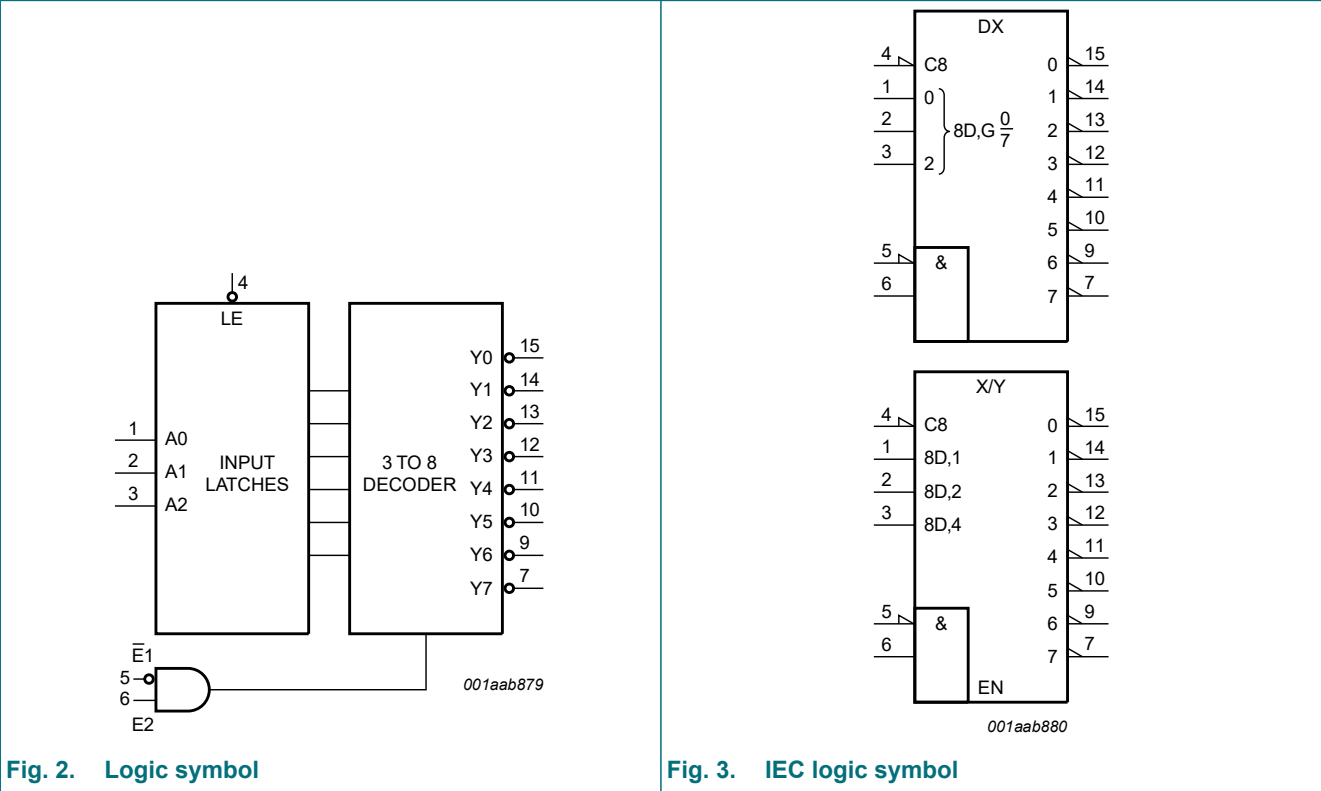 4
LE
1
A0
2
A1
3
A2
INPUT
LATCHES
3 TO 8
DECODER
Y0 15
Y1 14
Y2 13
Y3 12
Y4 11
Y5 10
Y6 9
Y7 7
E̅1
5
6
E2
001aab879
Fig. 2. Logic symbol
DX
4 C8 0 15
1 0 1 14
2 8D,G 0/7 2 13
3 2 3 12
4 11
5 10
5 & 6 9
6 7 7
X/Y
4 C8 0 15
1 8D,1 1 14
2 8D,2 2 13
3 8D,4 3 12
4 11
5 10
5 & 6 9
6 7 7
EN
001aab880
Fig. 3. IEC logic symbol